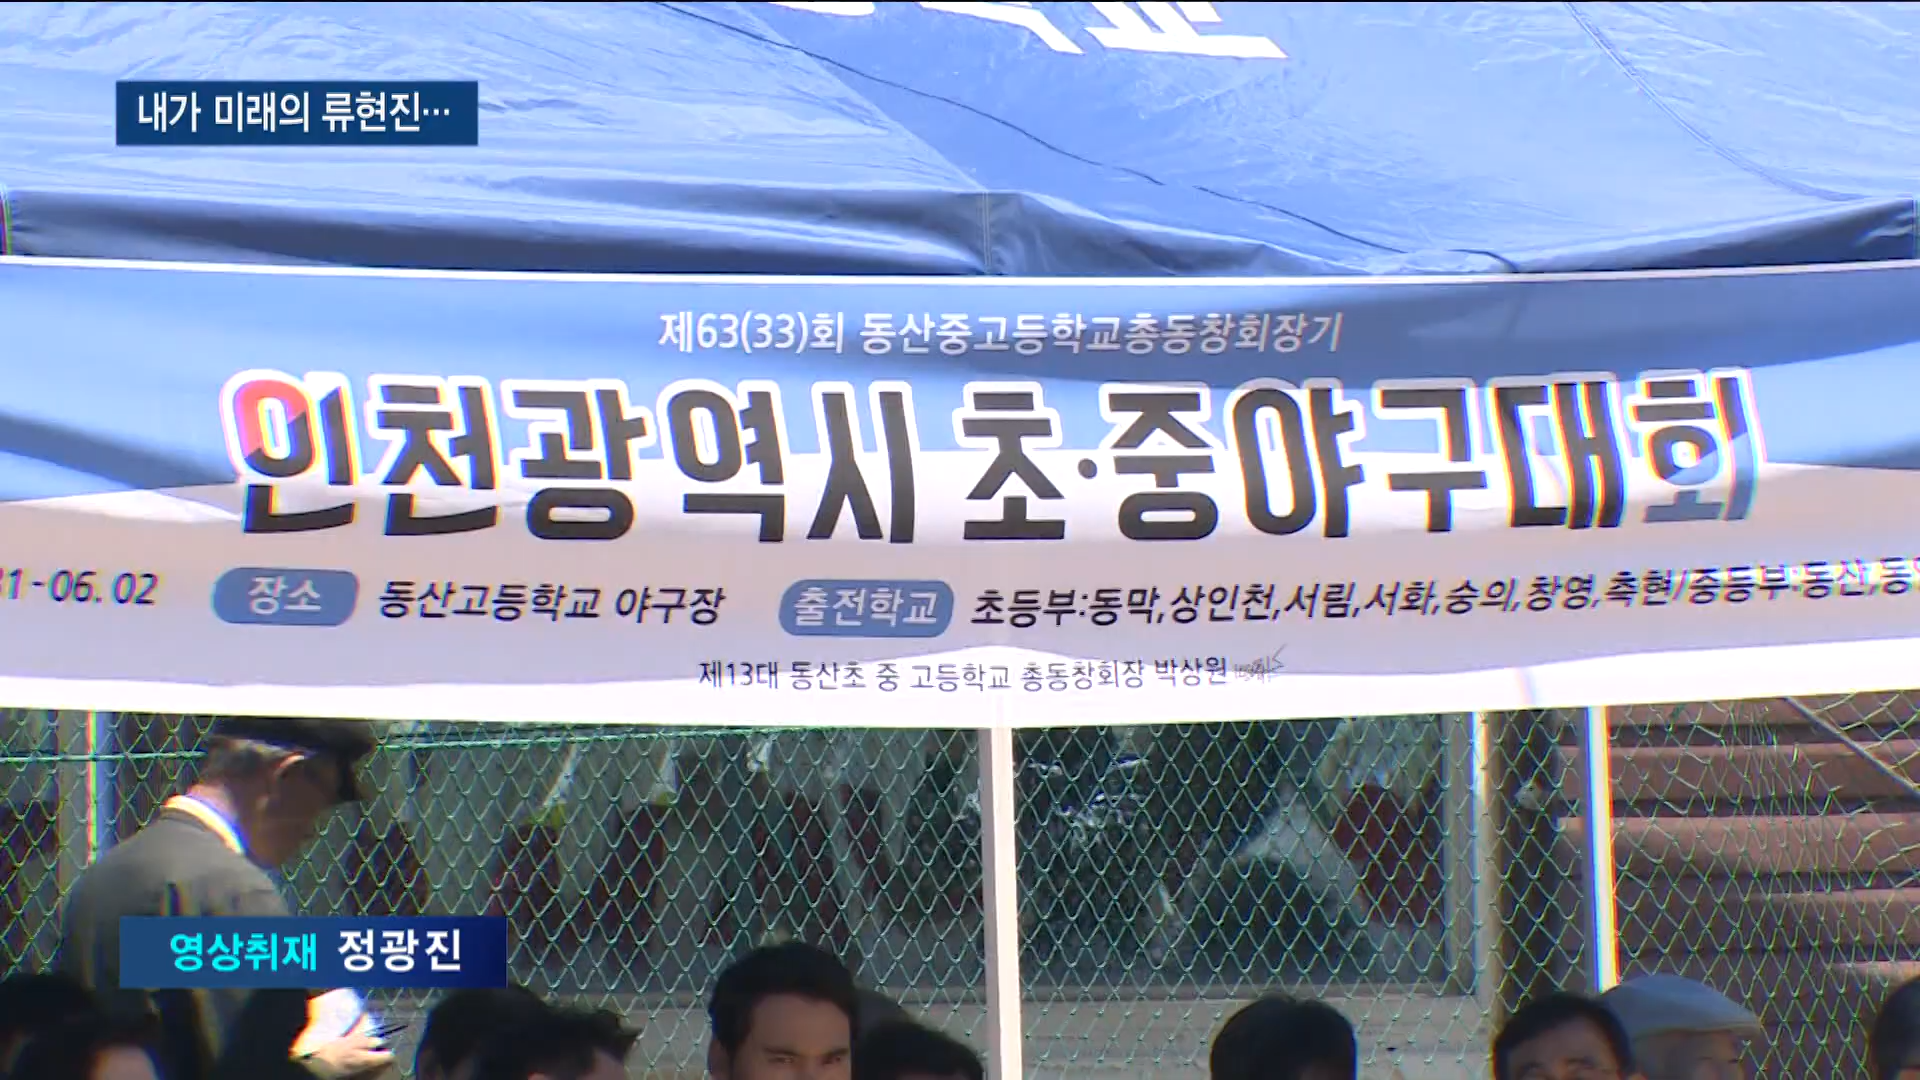 내가 미래의 류현진…
제63(33)회 동산중고등학교총동창회장기
인천광역시 초·중야구대회
31-06. 02 장소 동산고등학교 야구장 출전학교 초등부:동막,상인천,서림,서화,숭의,창영,축현/중등부:동산,동
제13대 동산초 중 고등학교 총동창회장 박상원
영상취재 정광진